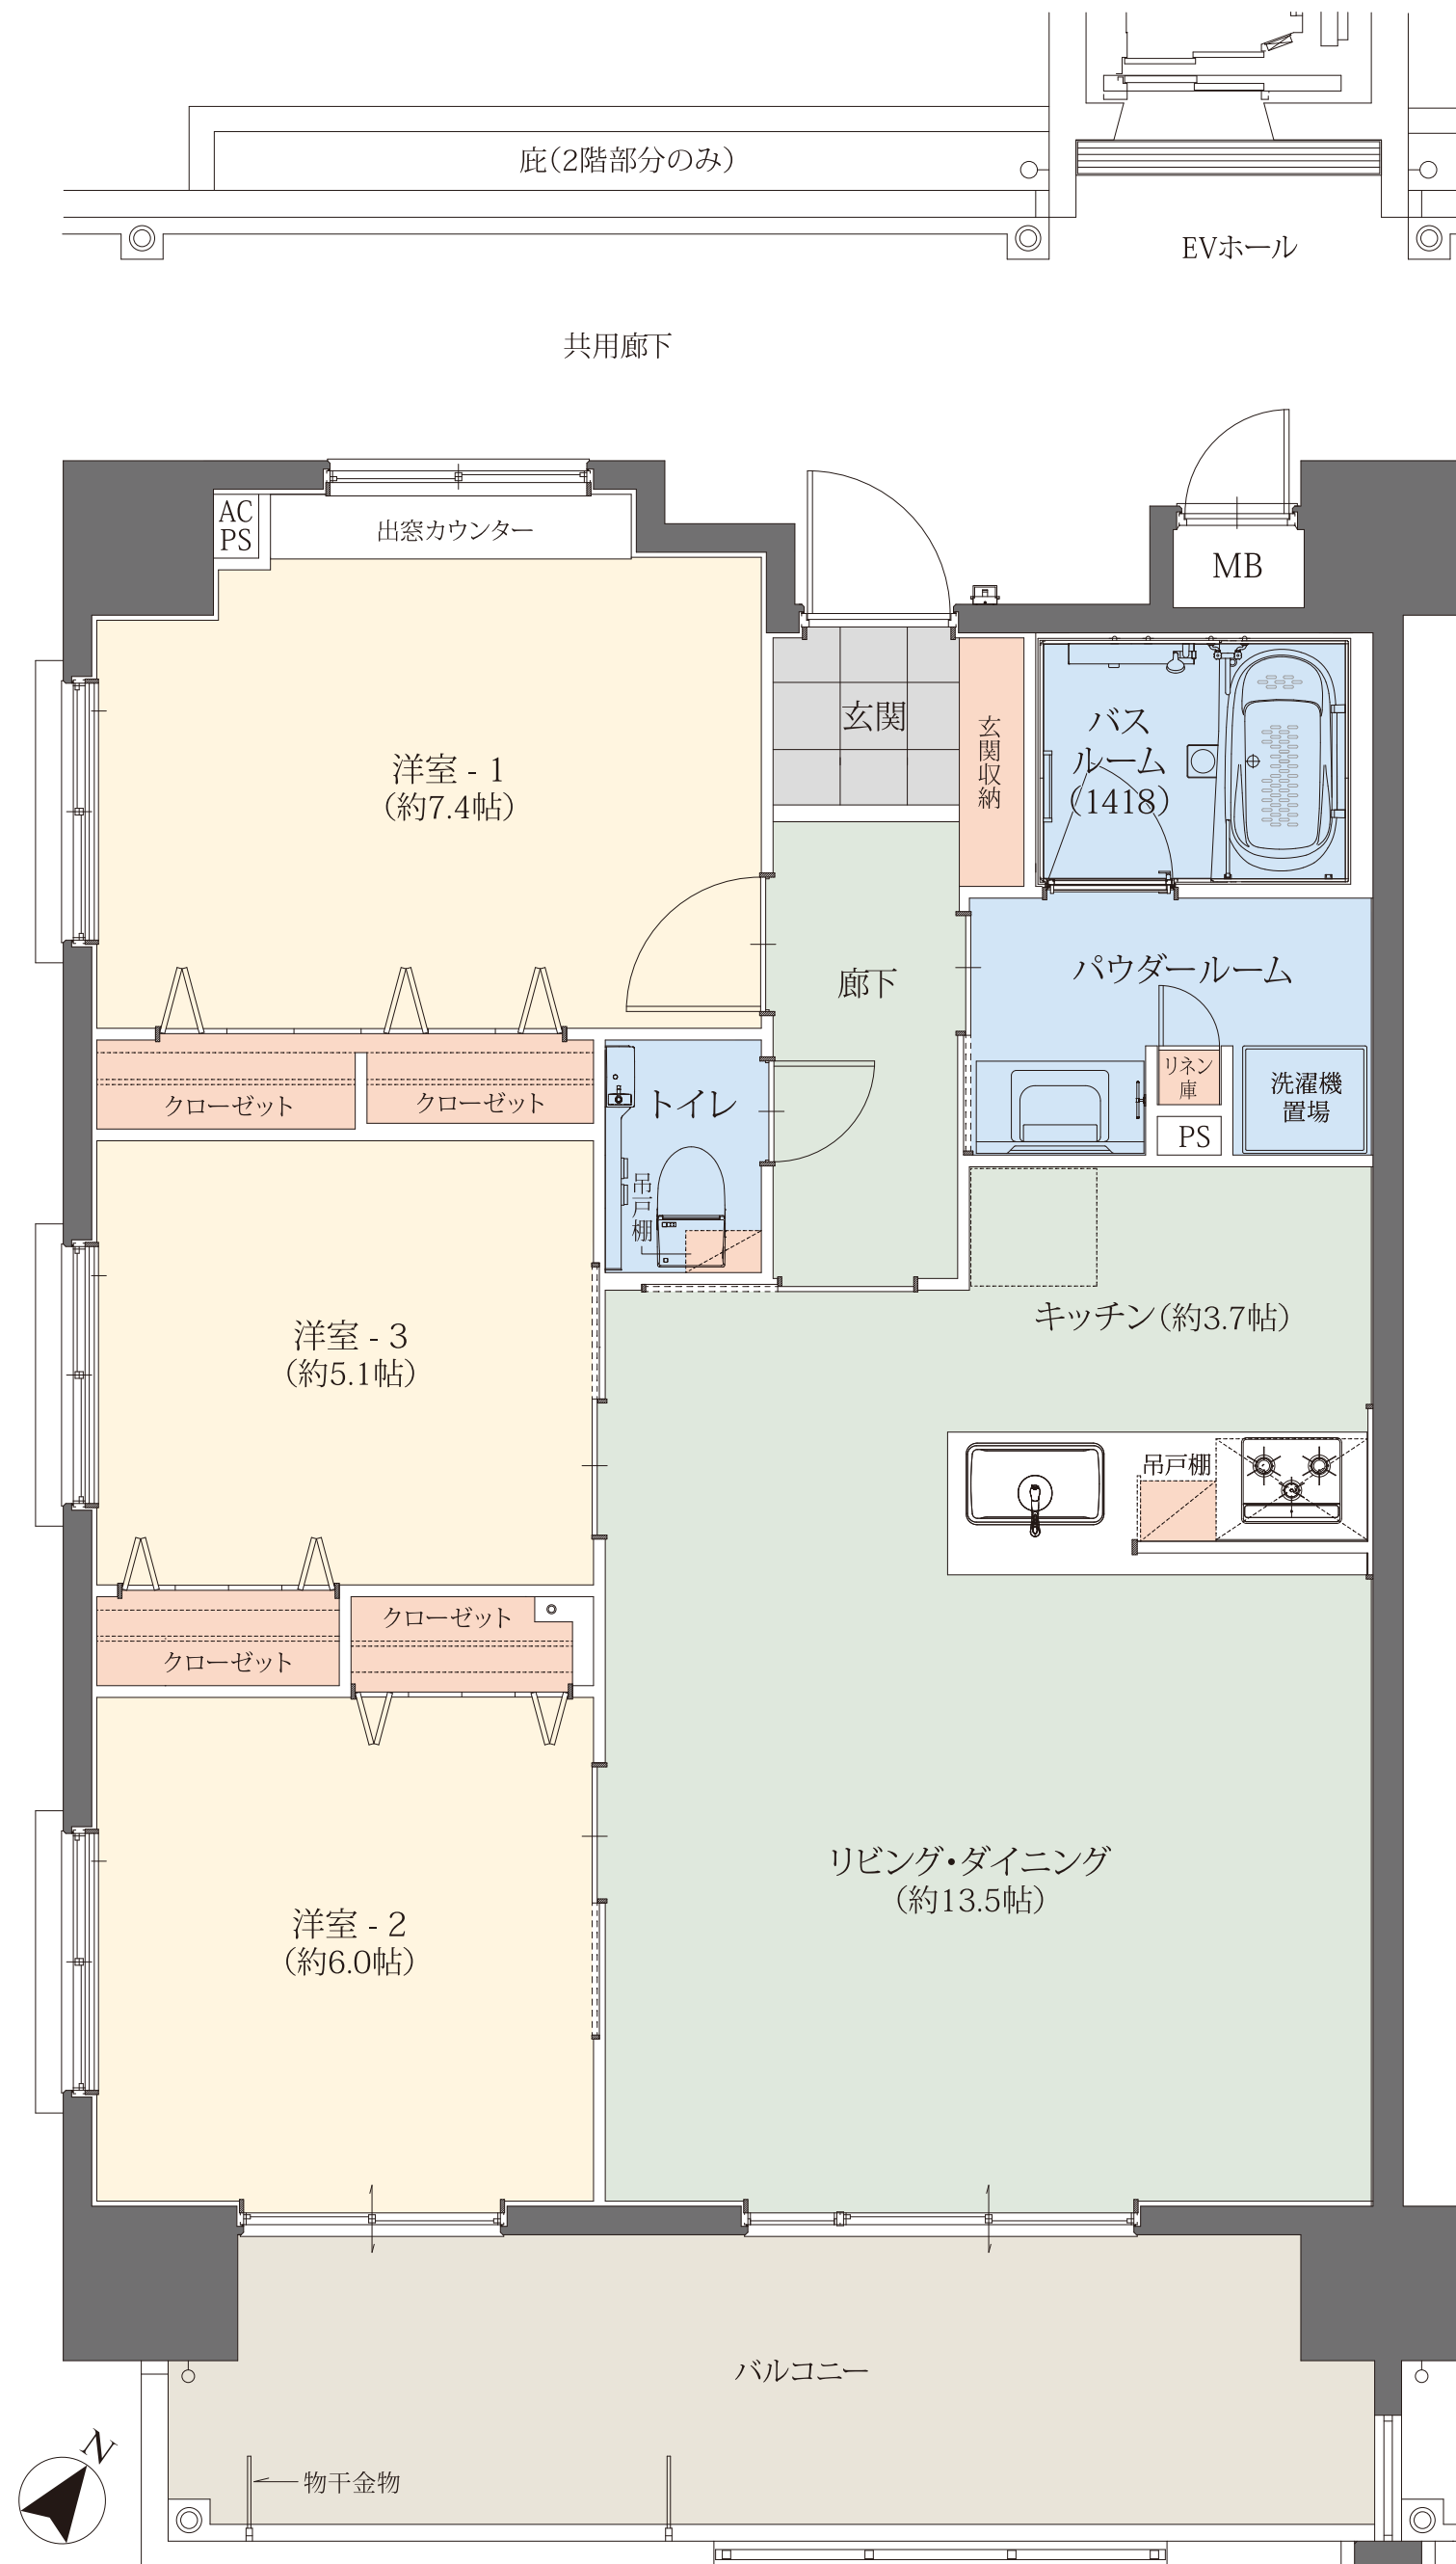 庇（2階部分のみ）
EVホール
共用廊下
AC
PS
出窓カウンター
MB
洋室 - 1
（約7.4帖）
玄関
玄関収納
バス
ルーム
（1418）
廊下
パウダールーム
クローゼット
クローゼット
トイレ
吊戸棚
リネン
庫
PS
洗濯機
置場
キッチン（約3.7帖）
洋室 - 3
（約5.1帖）
吊戸棚
クローゼット
クローゼット
リビング・ダイニング
（約13.5帖）
洋室 - 2
（約6.0帖）
バルコニー
N
物干金物